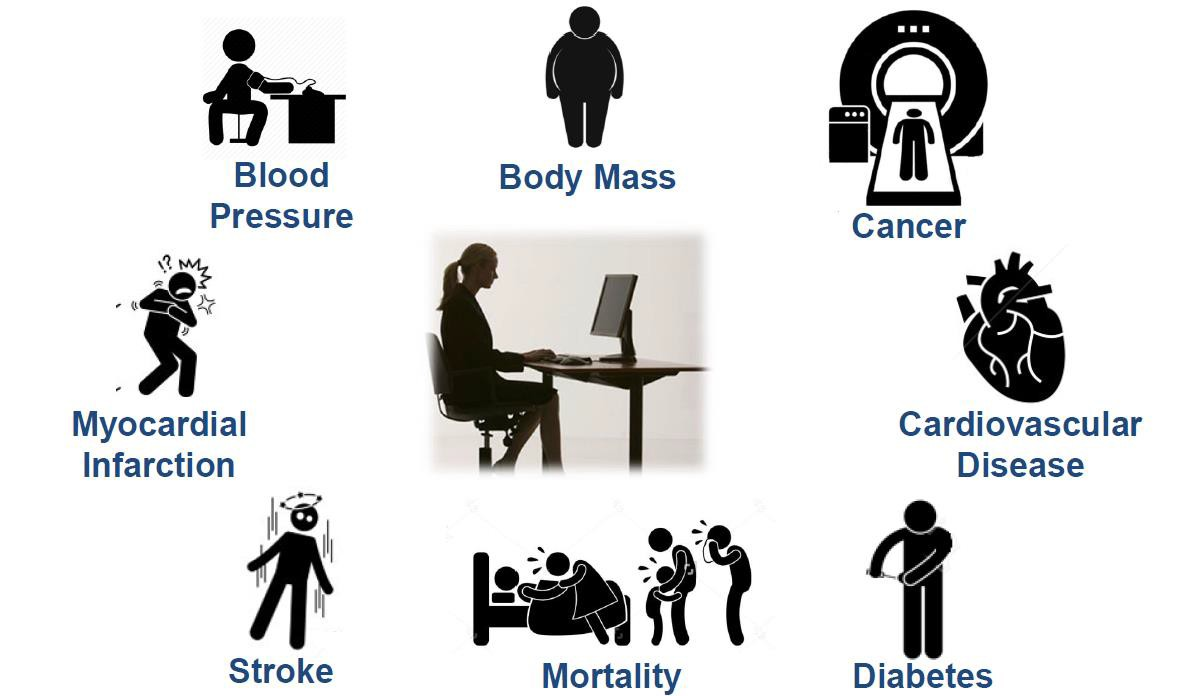 Blood
Pressure
Body Mass
Cancer
!?
Myocardial
Infarction
Cardiovascular
Disease
Stroke
Mortality
Diabetes